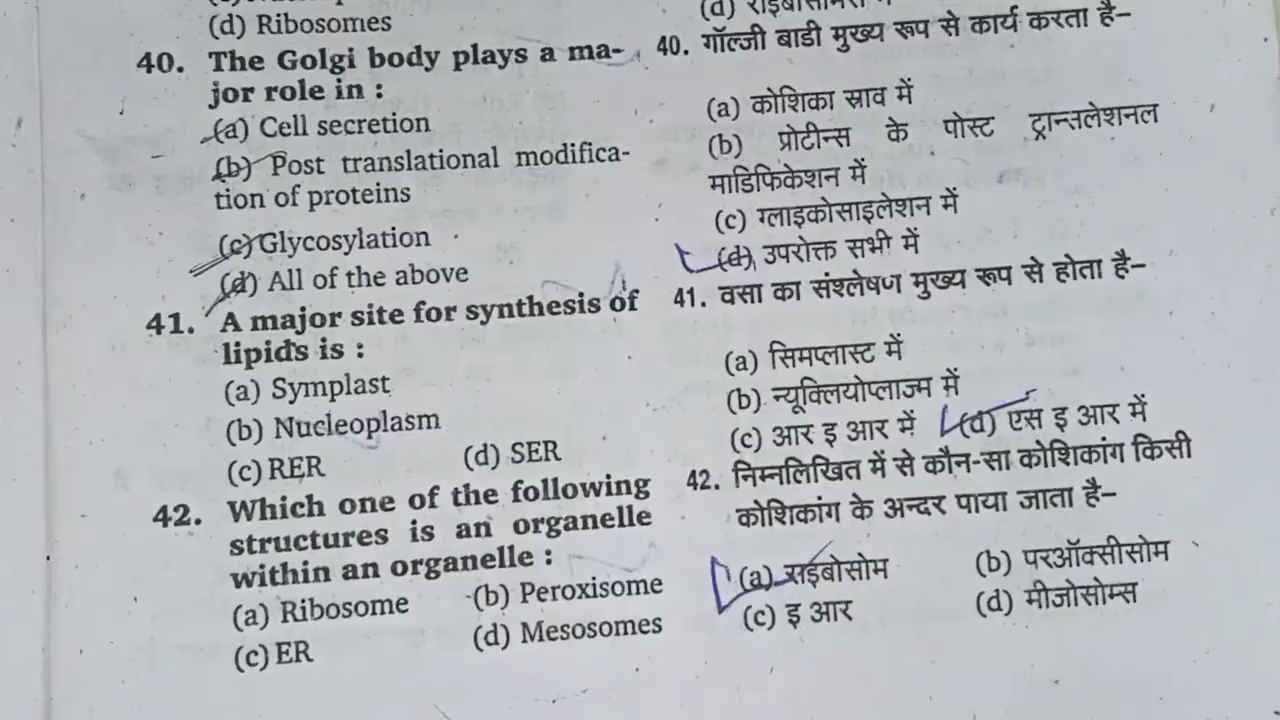 (d) Ribosomes
40. The Golgi body plays a ma-
jor role in :
(a) Cell secretion
(b) Post translational modifica-
tion of proteins
(c) Glycosylation
(d) All of the above
41. A major site for synthesis of
lipids is :
(a) Symplast
(b) Nucleoplasm
(c) RER (d) SER
42. Which one of the following
structures is an organelle
within an organelle :
(a) Ribosome (b) Peroxisome
(c) ER (d) Mesosomes
(d)
40. गॉल्जी बाडी मुख्य रूप से कार्य करता है–
(a) कोशिका स्राव में
(b) प्रोटीन्स के पोस्ट ट्रान्सलेशनल
माडिफिकेशन में
(c) ग्लाइकोसाइलेशन में
(d) उपरोक्त सभी में
41. वसा का संश्लेषण मुख्य रूप से होता है–
(a) सिमप्लास्ट में
(b) न्यूक्लियोप्लाज्म में
(c) आर इ आर में (d) एस इ आर में
42. निम्नलिखित में से कौन-सा कोशिकांग किसी
कोशिकांग के अन्दर पाया जाता है–
(a) राइबोसोम (b) परऑक्सीसोम
(c) इ आर (d) मीजोसोम्स